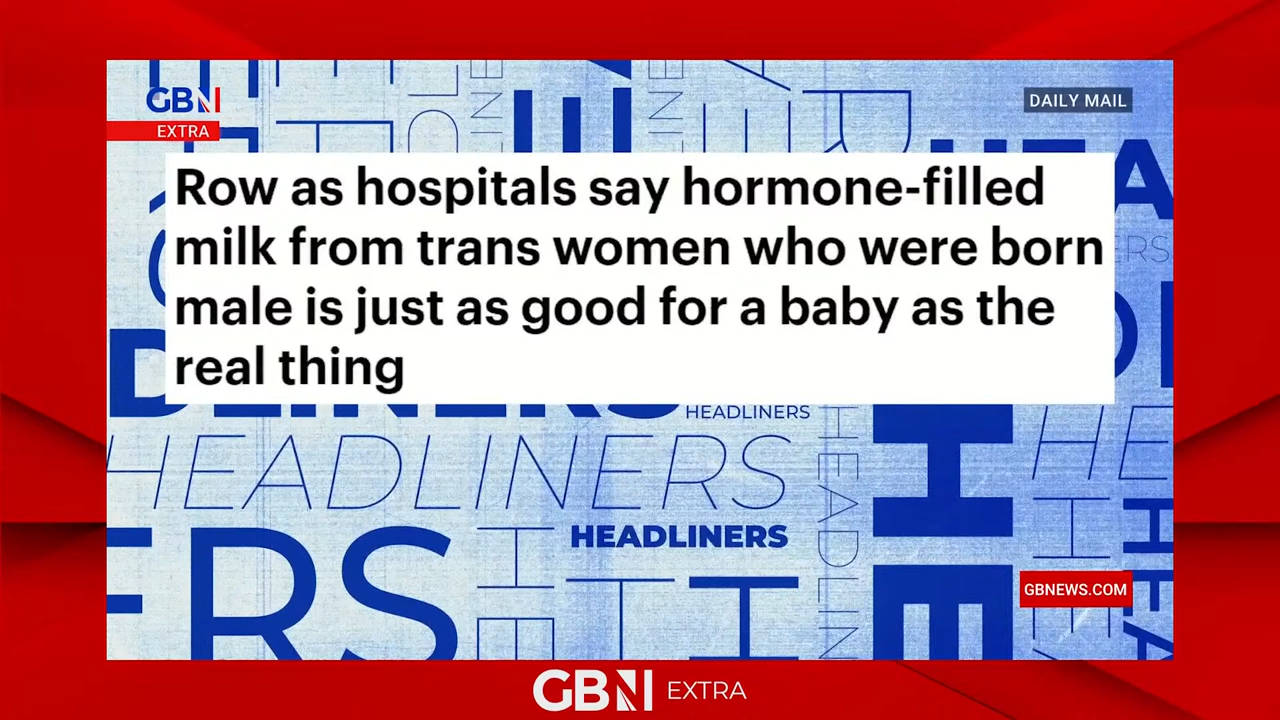 GBN
EXTRA
DAILY MAIL
Row as hospitals say hormone-filled
milk from trans women who were born
male is just as good for a baby as the
real thing
HEADLINERS
HEADLINERS
HEADLINERS
GBNEWS.COM
GBN EXTRA